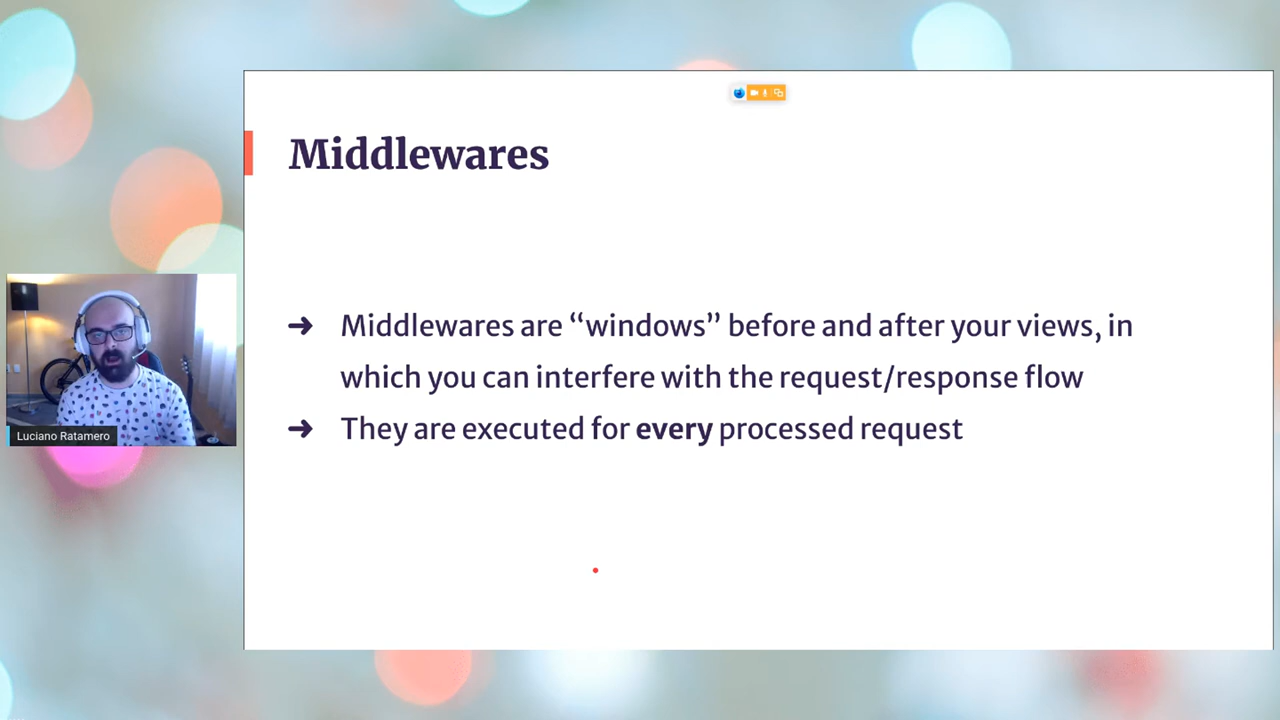 Middlewares
➜ Middlewares are “windows” before and after your views, in
which you can interfere with the request/response flow
➜ They are executed for every processed request
Luciano Ratamero